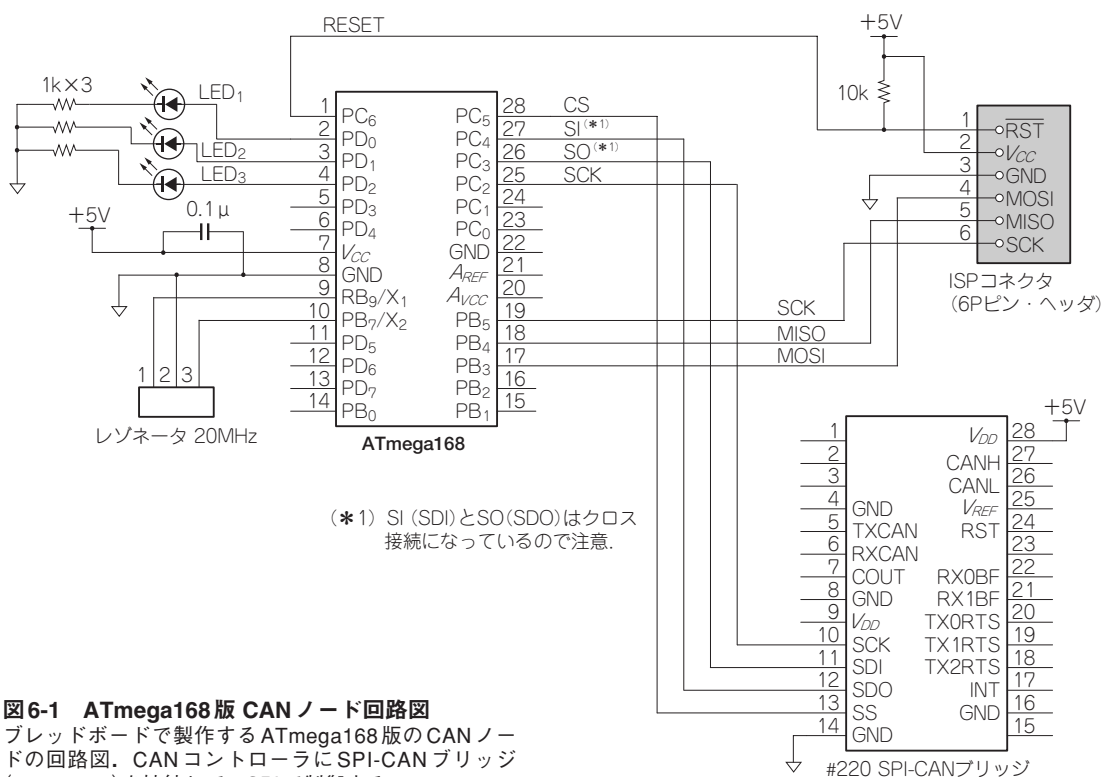 RESET
+5V
1k×3
LED1
LED2
LED3
10k
+5V
0.1μ
1 PC6
2 PD0
3 PD1
4 PD2
5 PD3
6 PD4
7 VCC
8 GND
9 RB9/X1
10 PB7/X2
11 PD5
12 PD6
13 PD7
14 PB0
PC5 28 CS
PC4 27 SI(*1)
PC3 26 SO(*1)
PC2 25 SCK
PC1 24
PC0 23
GND 22
AREF 21
AVCC 20
PB5 19 SCK
PB4 18 MISO
PB3 17 MOSI
PB2 16
PB1 15
ATmega168
1 2 3
レゾネータ 20MHz
1 RST
2 VCC
3 GND
4 MOSI
5 MISO
6 SCK
ISPコネクタ
(6Pピン・ヘッダ)
(*1) SI (SDI)とSO(SDO)はクロス
接続になっているので注意.
+5V
1
2
3
4 GND
5 TXCAN
6 RXCAN
7 COUT
8 GND
9 VDD
10 SCK
11 SDI
12 SDO
13 SS
14 GND
VDD 28
CANH 27
CANL 26
VREF 25
RST 24
23
RX0BF 22
RX1BF 21
TX0RTS 20
TX1RTS 19
TX2RTS 18
INT 17
GND 16
15
#220 SPI-CANブリッジ
図6-1 ATmega168版 CANノード回路図
ブレッドボードで製作するATmega168版のCANノー
ドの回路図. CANコントローラにSPI-CANブリッジ